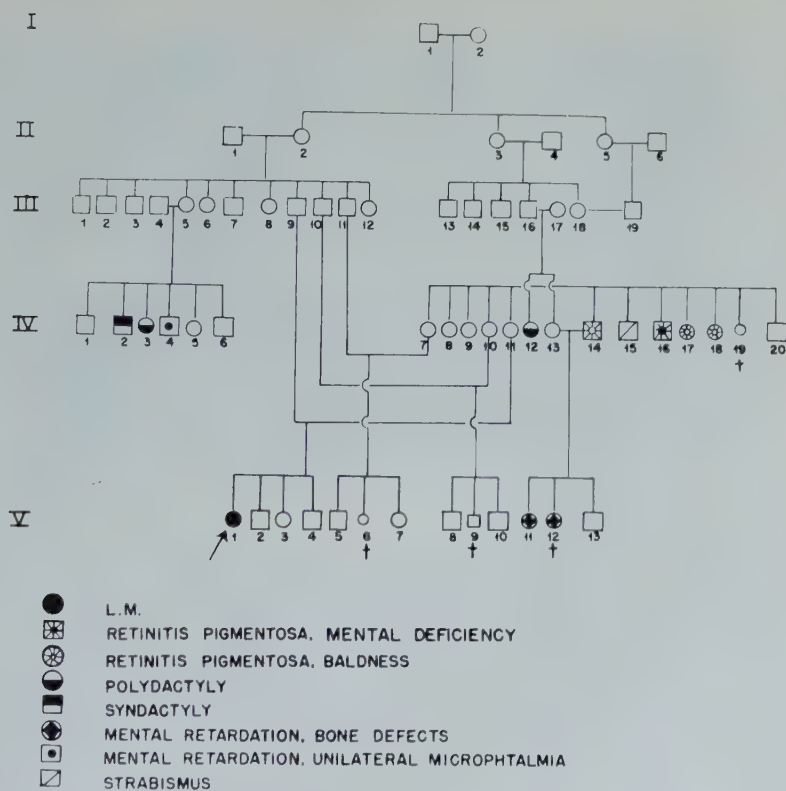 I
1 2
II
1 2 3 4 5 6
III
1 2 3 4 5 6 7 8 9 10 11 12 13 14 15 16 17 18 19
IV
1 2 3 4 5 6 7 8 9 10 11 12 13 14 15 16 17 18 19 20
†
V
1 2 3 4 5 6 7 8 9 10 11 12 13
† † †
L.M.
RETINITIS PIGMENTOSA, MENTAL DEFICIENCY
RETINITIS PIGMENTOSA, BALDNESS
POLYDACTYLY
SYNDACTYLY
MENTAL RETARDATION, BONE DEFECTS
MENTAL RETARDATION, UNILATERAL MICROPHTALMIA
STRABISMUS